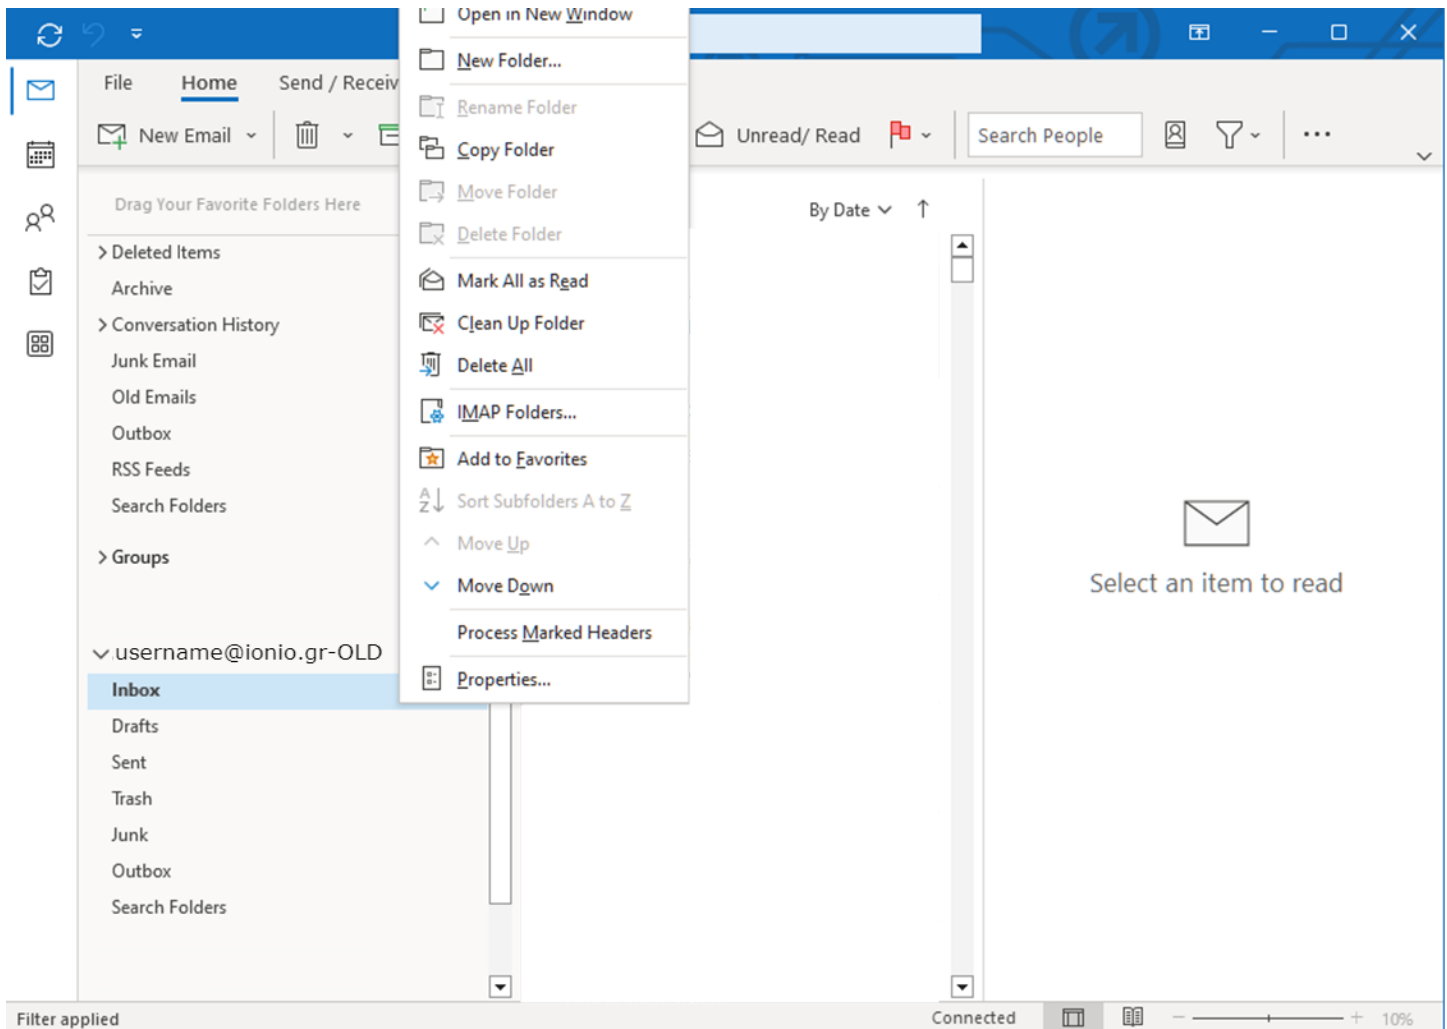 Open in New Window
New Folder...
Rename Folder
Copy Folder
Move Folder
Delete Folder
Mark All as Read
Clean Up Folder
Delete All
IMAP Folders...
Add to Favorites
Sort Subfolders A to Z
Move Up
Move Down
Process Marked Headers
Properties...
File Home Send / Receiv
New Email Unread/ Read Search People
Drag Your Favorite Folders Here
By Date
Deleted Items
Archive
Conversation History
Junk Email
Old Emails
Outbox
RSS Feeds
Search Folders
Groups
username@ionio.gr-OLD
Inbox
Drafts
Sent
Trash
Junk
Outbox
Search Folders
Select an item to read
Filter applied Connected 10%